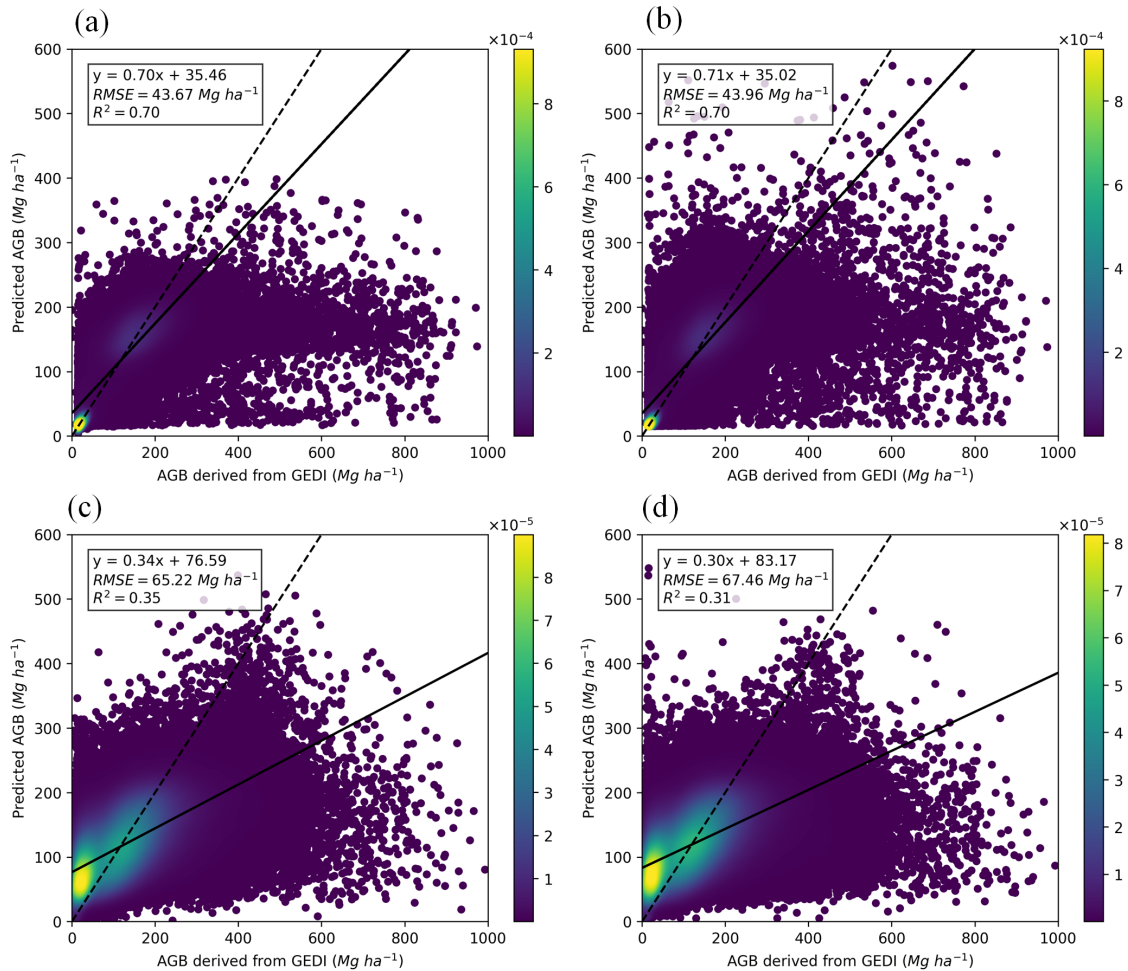 (a)
×10⁻⁴
y = 0.70x + 35.46
RMSE = 43.67 Mg ha⁻¹
R² = 0.70
600
500
400
300
200
100
0
Predicted AGB (Mg ha⁻¹)
0 200 400 600 800 1000
AGB derived from GEDI (Mg ha⁻¹)
8
6
4
2
(b)
×10⁻⁴
y = 0.71x + 35.02
RMSE = 43.96 Mg ha⁻¹
R² = 0.70
600
500
400
300
200
100
0
Predicted AGB (Mg ha⁻¹)
0 200 400 600 800 1000
AGB derived from GEDI (Mg ha⁻¹)
8
6
4
2
(c)
×10⁻⁵
y = 0.34x + 76.59
RMSE = 65.22 Mg ha⁻¹
R² = 0.35
600
500
400
300
200
100
0
Predicted AGB (Mg ha⁻¹)
0 200 400 600 800 1000
AGB derived from GEDI (Mg ha⁻¹)
8
7
6
5
4
3
2
1
(d)
×10⁻⁵
y = 0.30x + 83.17
RMSE = 67.46 Mg ha⁻¹
R² = 0.31
600
500
400
300
200
100
0
Predicted AGB (Mg ha⁻¹)
0 200 400 600 800 1000
AGB derived from GEDI (Mg ha⁻¹)
8
7
6
5
4
3
2
1